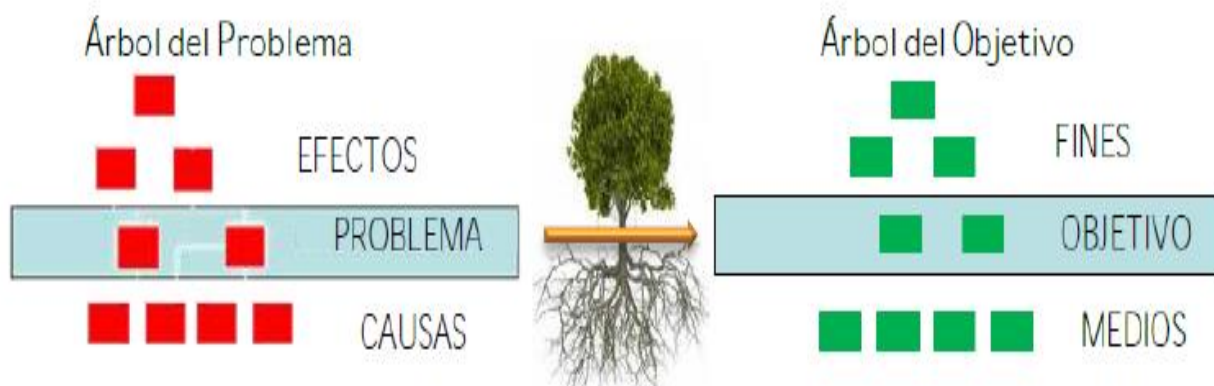 Árbol del Problema
EFECTOS
PROBLEMA
CAUSAS
Árbol del Objetivo
FINES
OBJETIVO
MEDIOS